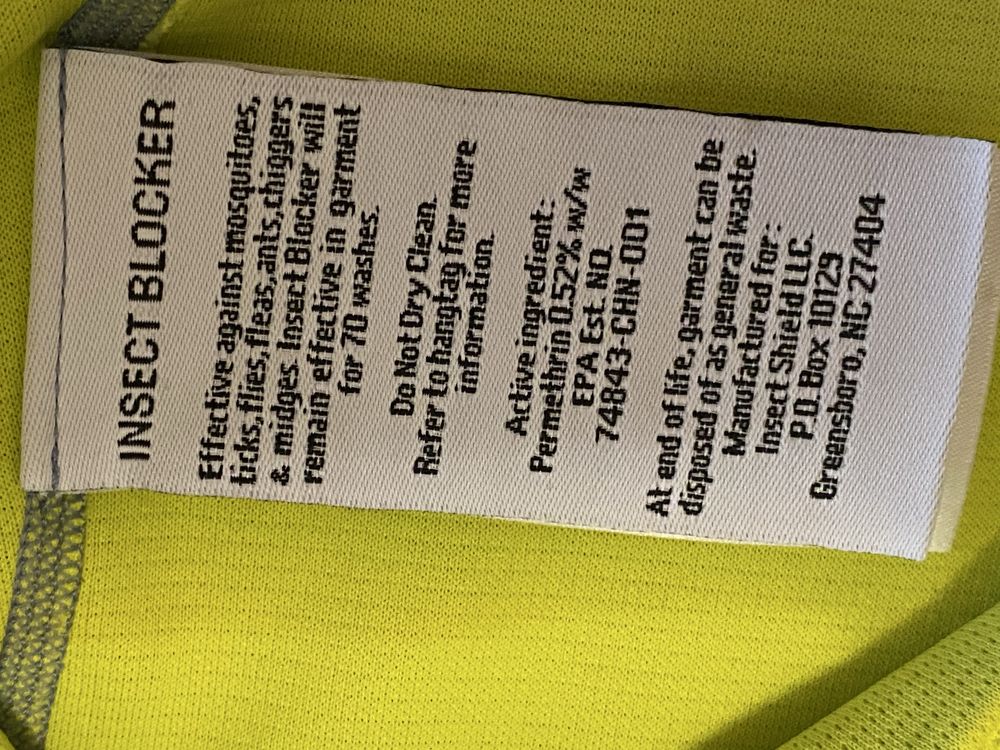 INSECT BLOCKER
Effective against mosquitoes,
ticks,flies,fleas,ants,chiggers
& midges. Insect Blocker will
remain effective in garment
for 70 washes.
Do Not Dry Clean.
Refer to hangtag for more
information.
Active ingredient:
Permethrin 0.52% w/w
EPA Est. NO.
74843-CHN-001
At end of life, garment can be
disposed of as general waste.
Manufactured for:
Insect Shield LLC.
P.O. Box 10129
Greensboro, NC 27404